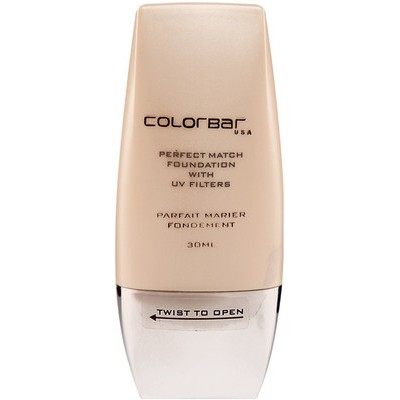 COLORBAR
USA
PERFECT MATCH
FOUNDATION
WITH
UV FILTERS
PARFAIT MARIER
FONDEMENT
30ML
TWIST TO OPEN